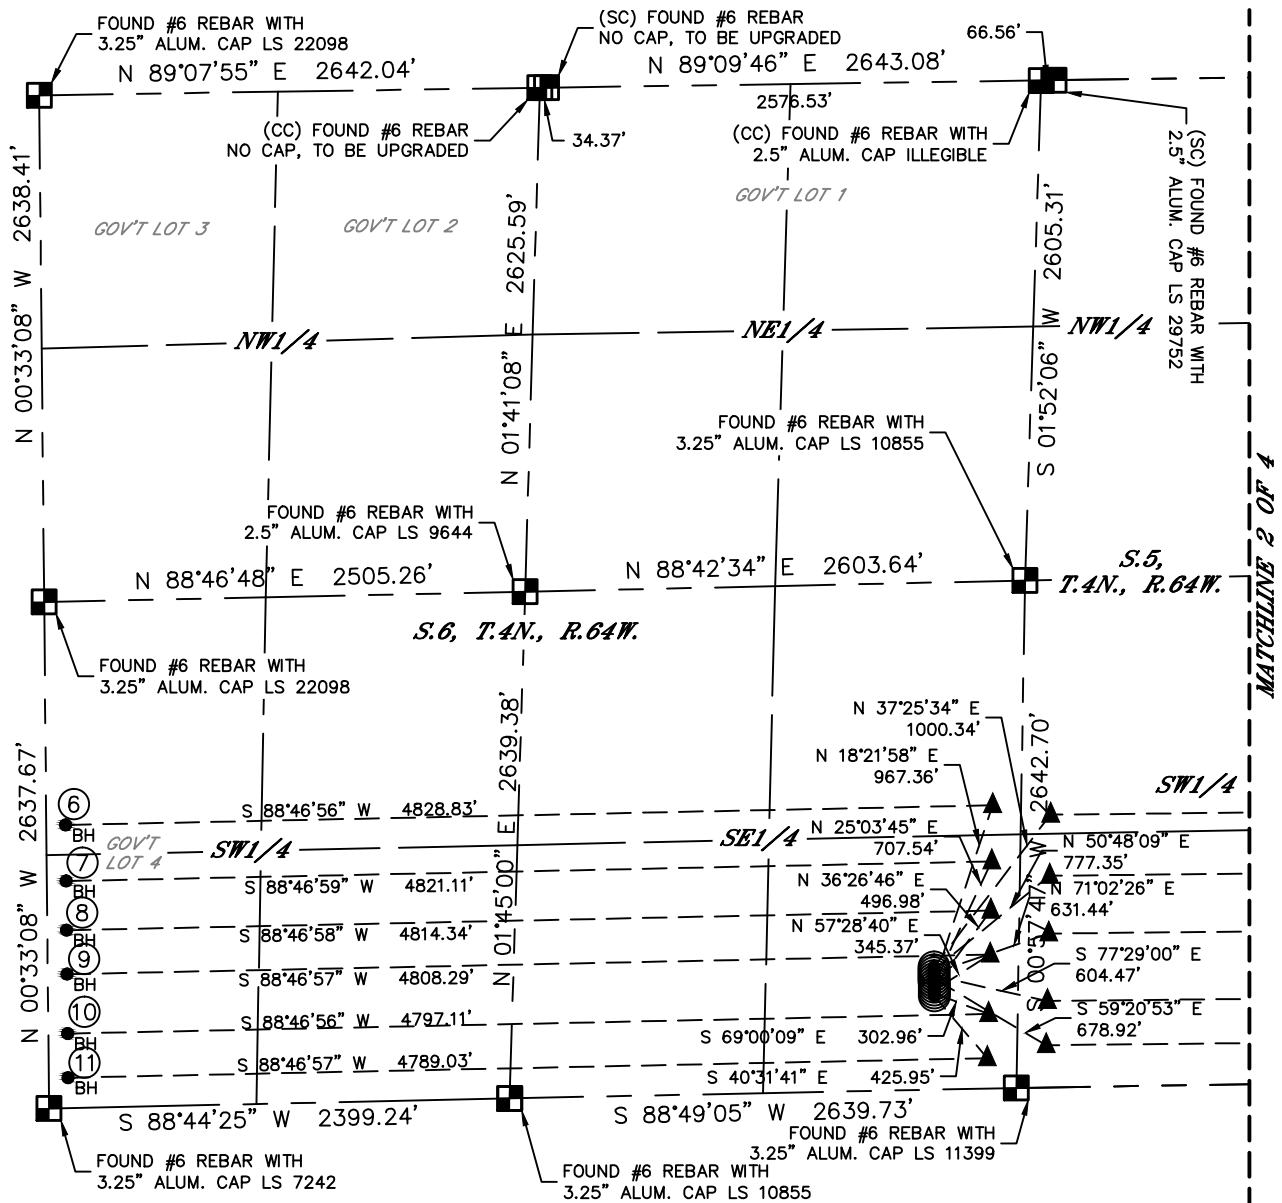 FOUND #6 REBAR WITH
3.25" ALUM. CAP LS 22098
N 89°07'55" E 2642.04'
(SC) FOUND #6 REBAR
NO CAP, TO BE UPGRADED
N 89°09'46" E 2643.08'
66.56'
2576.53'
(CC) FOUND #6 REBAR
NO CAP, TO BE UPGRADED
34.37'
(CC) FOUND #6 REBAR WITH
2.5" ALUM. CAP ILLEGIBLE
(SC) FOUND #6 REBAR WITH
2.5" ALUM. CAP LS 29752
N 00°33'08" W 2638.41'
GOV'T LOT 3
GOV'T LOT 2
GOV'T LOT 1
N 01°41'08" E 2625.59'
S 01°52'06" W 2605.31'
NW1/4
NE1/4
NW1/4
FOUND #6 REBAR WITH
3.25" ALUM. CAP LS 10855
MATCHLINE 2 OF 4
FOUND #6 REBAR WITH
2.5" ALUM. CAP LS 9644
N 88°46'48" E 2505.26'
N 88°42'34" E 2603.64'
S.5,
T.4N., R.64W.
S.6, T.4N., R.64W.
FOUND #6 REBAR WITH
3.25" ALUM. CAP LS 22098
N 00°33'08" W 2637.67'
N 01°45'00" E 2639.38'
S 00°57'47" W 2642.70'
N 37°25'34" E
1000.34'
N 18°21'58" E
967.36'
SW1/4
6
BH
S 88°46'56" W 4828.83'
N 25°03'45" E
707.54'
N 50°48'09" E
777.35'
GOV'T
LOT 4
SW1/4
SE1/4
7
BH
S 88°46'59" W 4821.11'
N 36°26'46" E
496.98'
N 71°02'26" E
631.44'
8
BH
S 88°46'58" W 4814.34'
N 57°28'40" E
345.37'
9
BH
S 88°46'57" W 4808.29'
S 77°29'00" E
604.47'
10
BH
S 88°46'56" W 4797.11'
S 69°00'09" E 302.96'
S 59°20'53" E
678.92'
11
BH
S 88°46'57" W 4789.03'
S 40°31'41" E 425.95'
S 88°44'25" W 2399.24'
S 88°49'05" W 2639.73'
FOUND #6 REBAR WITH
3.25" ALUM. CAP LS 11399
FOUND #6 REBAR WITH
3.25" ALUM. CAP LS 7242
FOUND #6 REBAR WITH
3.25" ALUM. CAP LS 10855